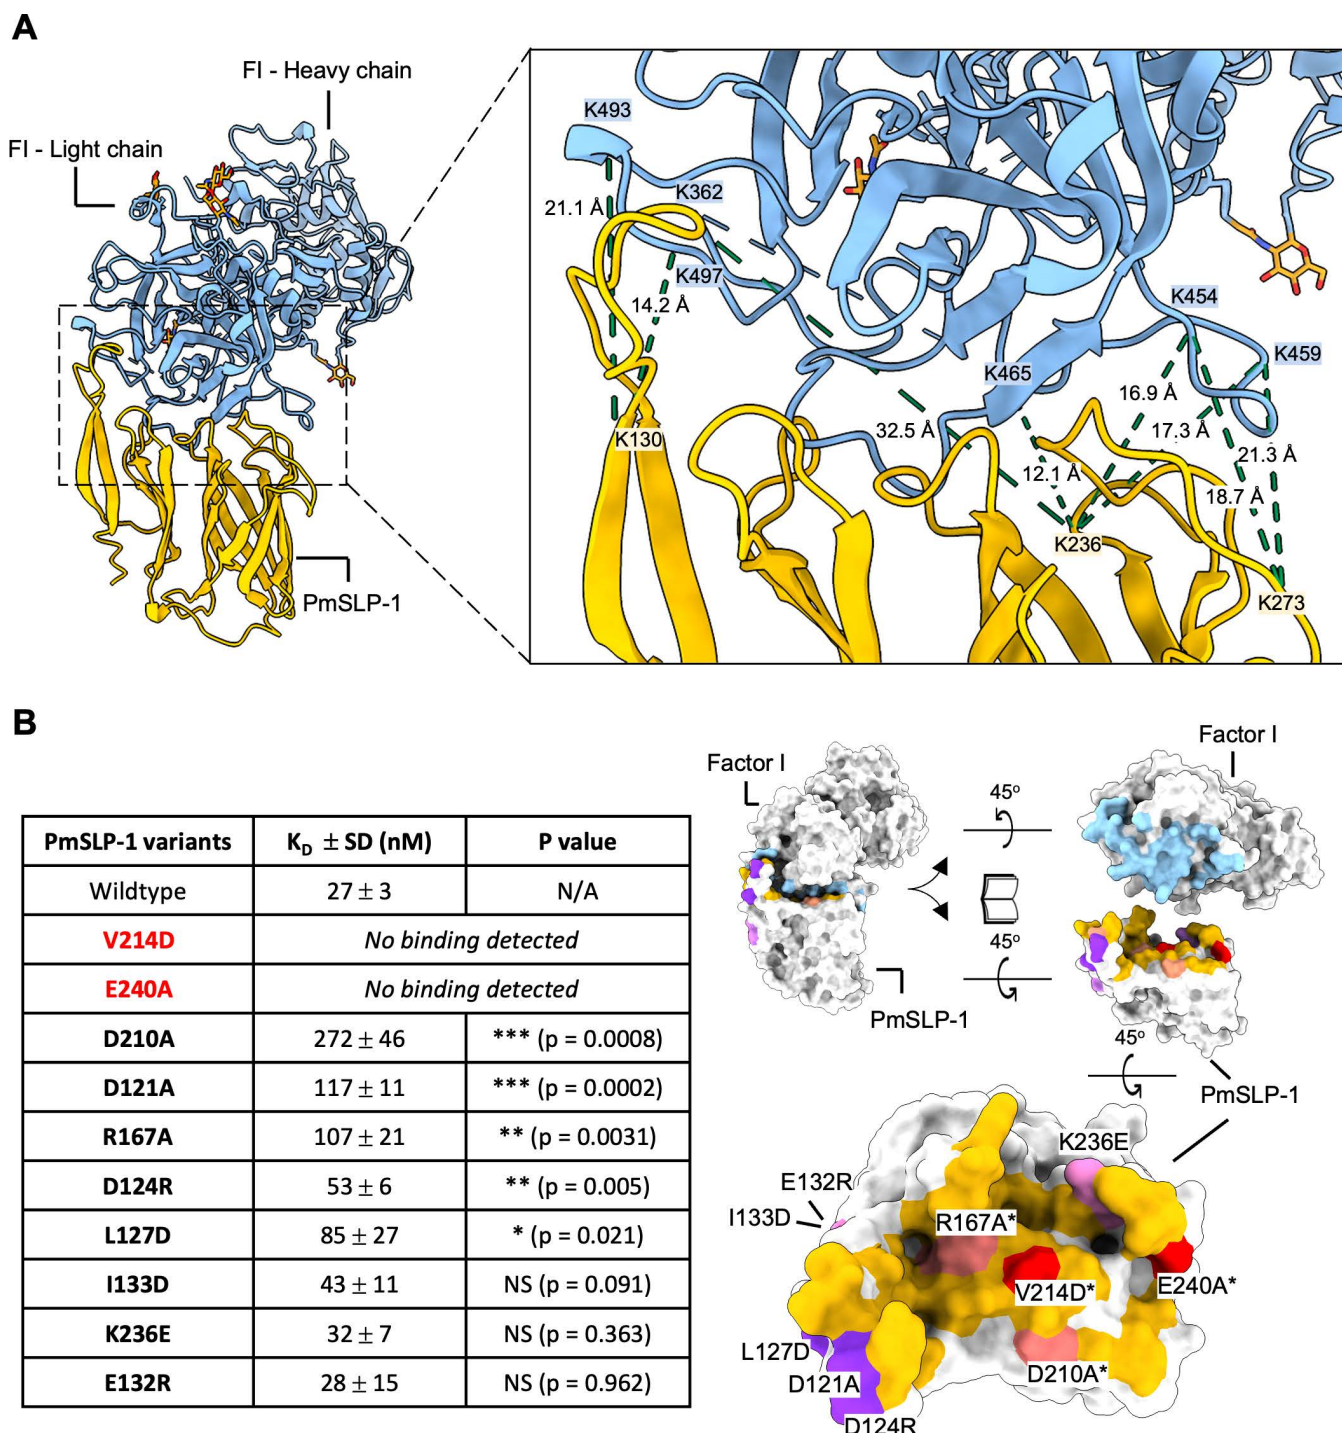 A
FI - Heavy chain
FI - Light chain
PmSLP-1
K493
K362
21.1 Å
K497
14.2 Å
K454
K459
K465
16.9 Å
32.5 Å
17.3 Å
K130
21.3 Å
12.1 Å
18.7 Å
K236
K273
B
PmSLP-1 variants K_D ± SD (nM) P value
Wildtype 27 ± 3 N/A
V214D No binding detected
E240A No binding detected
D210A 272 ± 46 *** (p = 0.0008)
D121A 117 ± 11 *** (p = 0.0002)
R167A 107 ± 21 ** (p = 0.0031)
D124R 53 ± 6 ** (p = 0.005)
L127D 85 ± 27 * (p = 0.021)
I133D 43 ± 11 NS (p = 0.091)
K236E 32 ± 7 NS (p = 0.363)
E132R 28 ± 15 NS (p = 0.962)
Factor I
Factor I
45º
45º
PmSLP-1
45º
PmSLP-1
K236E
E132R
I133D
R167A*
V214D*
E240A*
L127D
D210A*
D121A
D124R